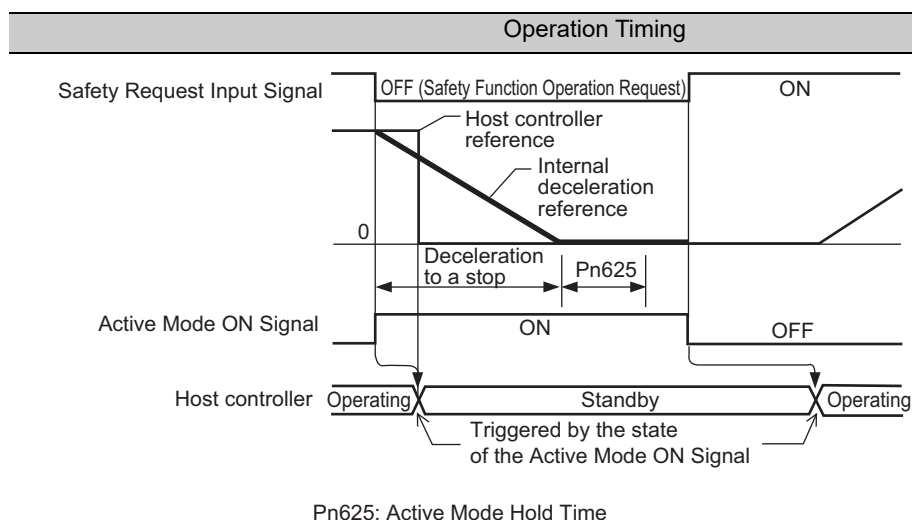 Operation Timing
Safety Request Input Signal
OFF (Safety Function Operation Request)
ON
Host controller
reference
Internal
deceleration
reference
0
Deceleration
to a stop
Pn625
Active Mode ON Signal
ON
OFF
Host controller
Operating
Standby
Operating
Triggered by the state
of the Active Mode ON Signal
Pn625: Active Mode Hold Time